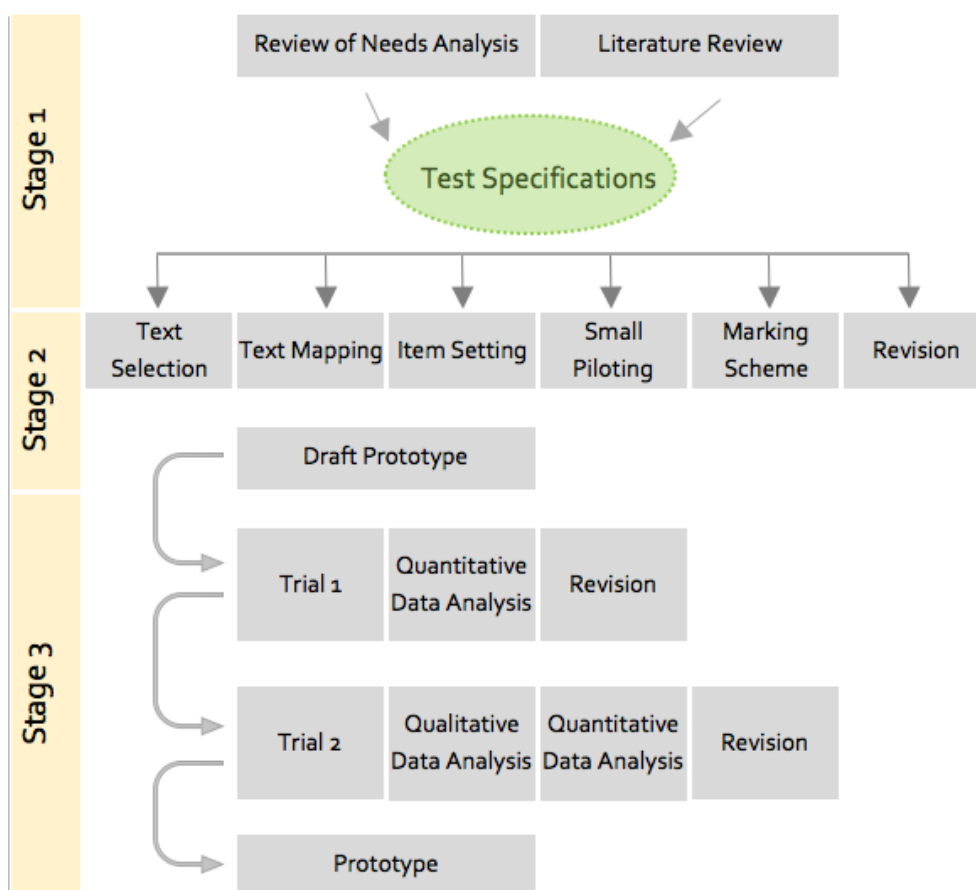 Stage 1
Review of Needs Analysis
Literature Review
Test Specifications
Stage 2
Text
Selection
Text Mapping
Item Setting
Small
Piloting
Marking
Scheme
Revision
Draft Prototype
Stage 3
Trial 1
Quantitative
Data Analysis
Revision
Trial 2
Qualitative
Data Analysis
Quantitative
Data Analysis
Revision
Prototype